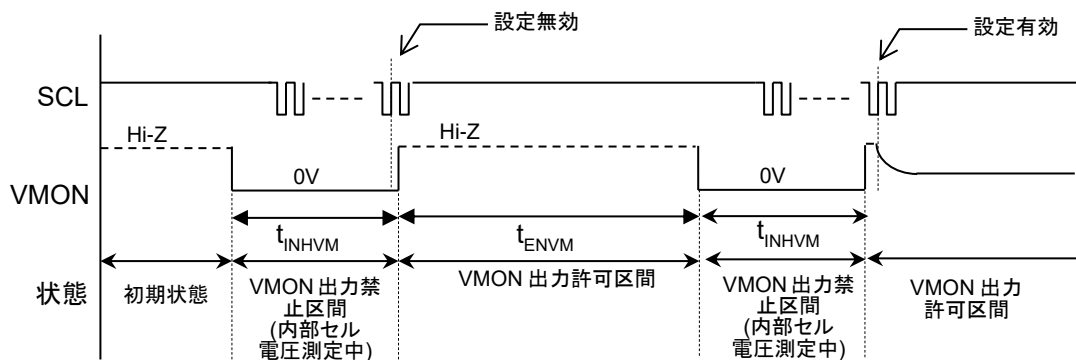 設定無効
設定有効
SCL
Hi-Z
Hi-Z
VMON
0V
0V
tINHVM
tENVM
tINHVM
状態
初期状態
VMON 出力禁
止区間
(内部セル
電圧測定中)
VMON 出力許可区間
VMON 出力禁
止区間
(内部セル
電圧測定中)
VMON 出力
許可区間